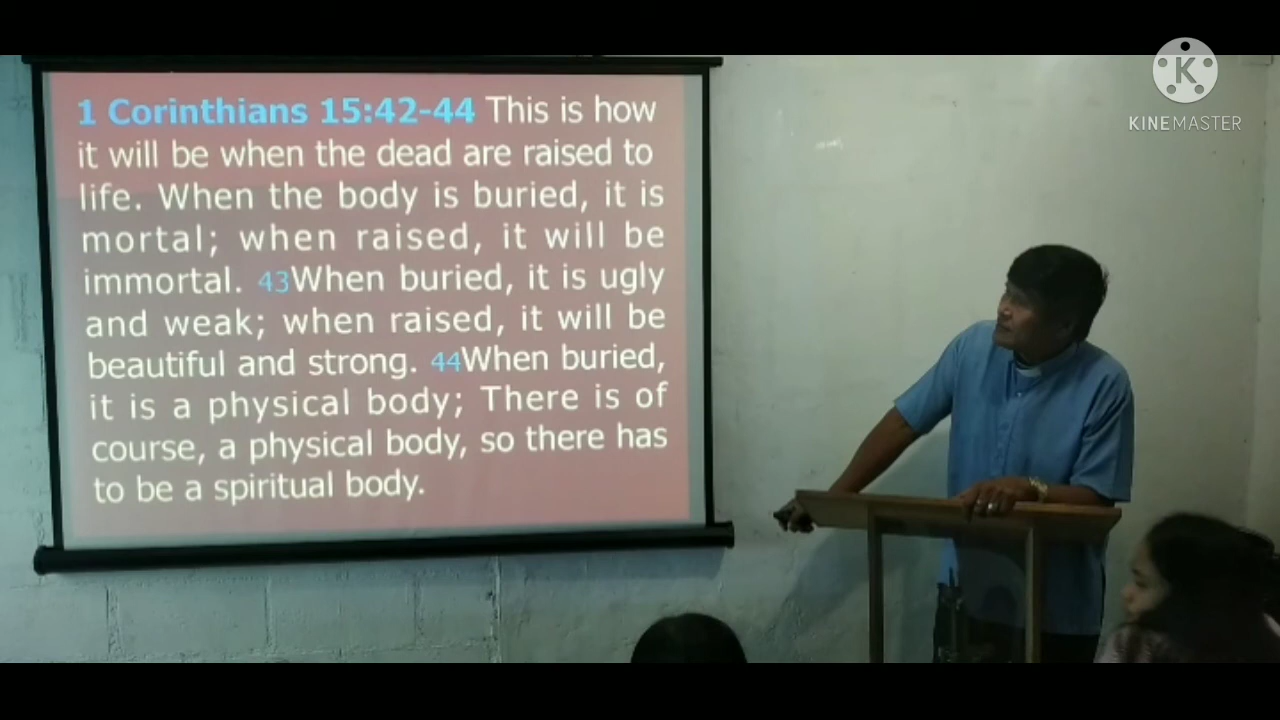 1 Corinthians 15:42-44 This is how
it will be when the dead are raised to
life. When the body is buried, it is
mortal; when raised, it will be
immortal. 43When buried, it is ugly
and weak; when raised, it will be
beautiful and strong. 44When buried,
it is a physical body; There is of
course, a physical body, so there has
to be a spiritual body.
K
KINEMASTER